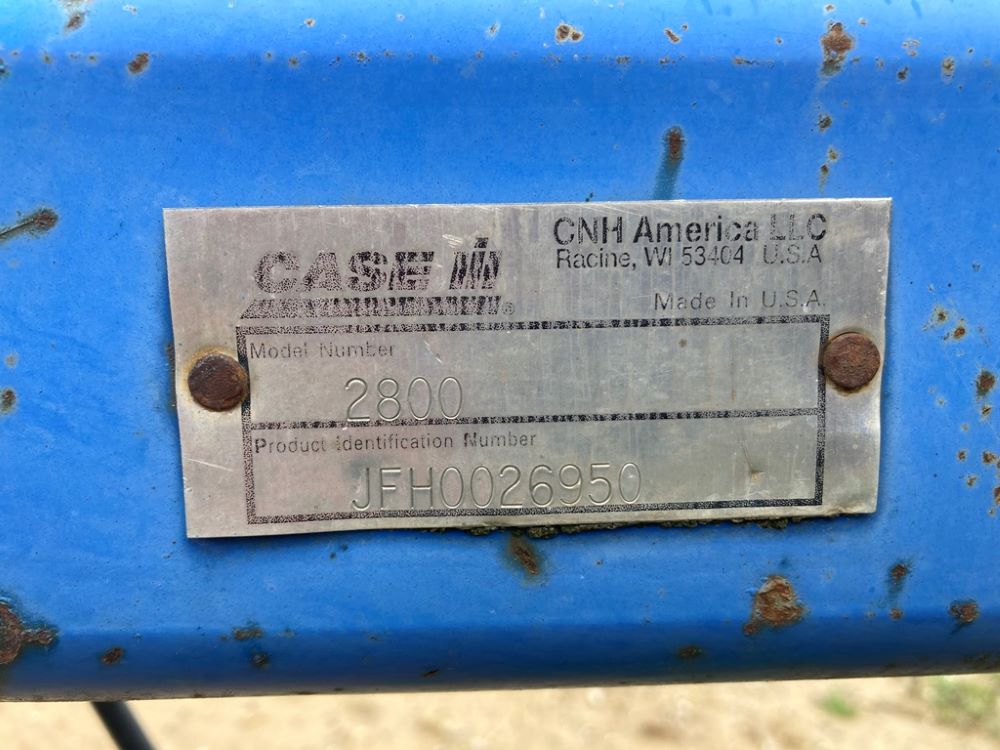 CASE IH
®
CNH America LLC
Racine, WI 53404 U.S.A
Made In U.S.A.
Model Number
2800
Product Identification Number
JFH0026950